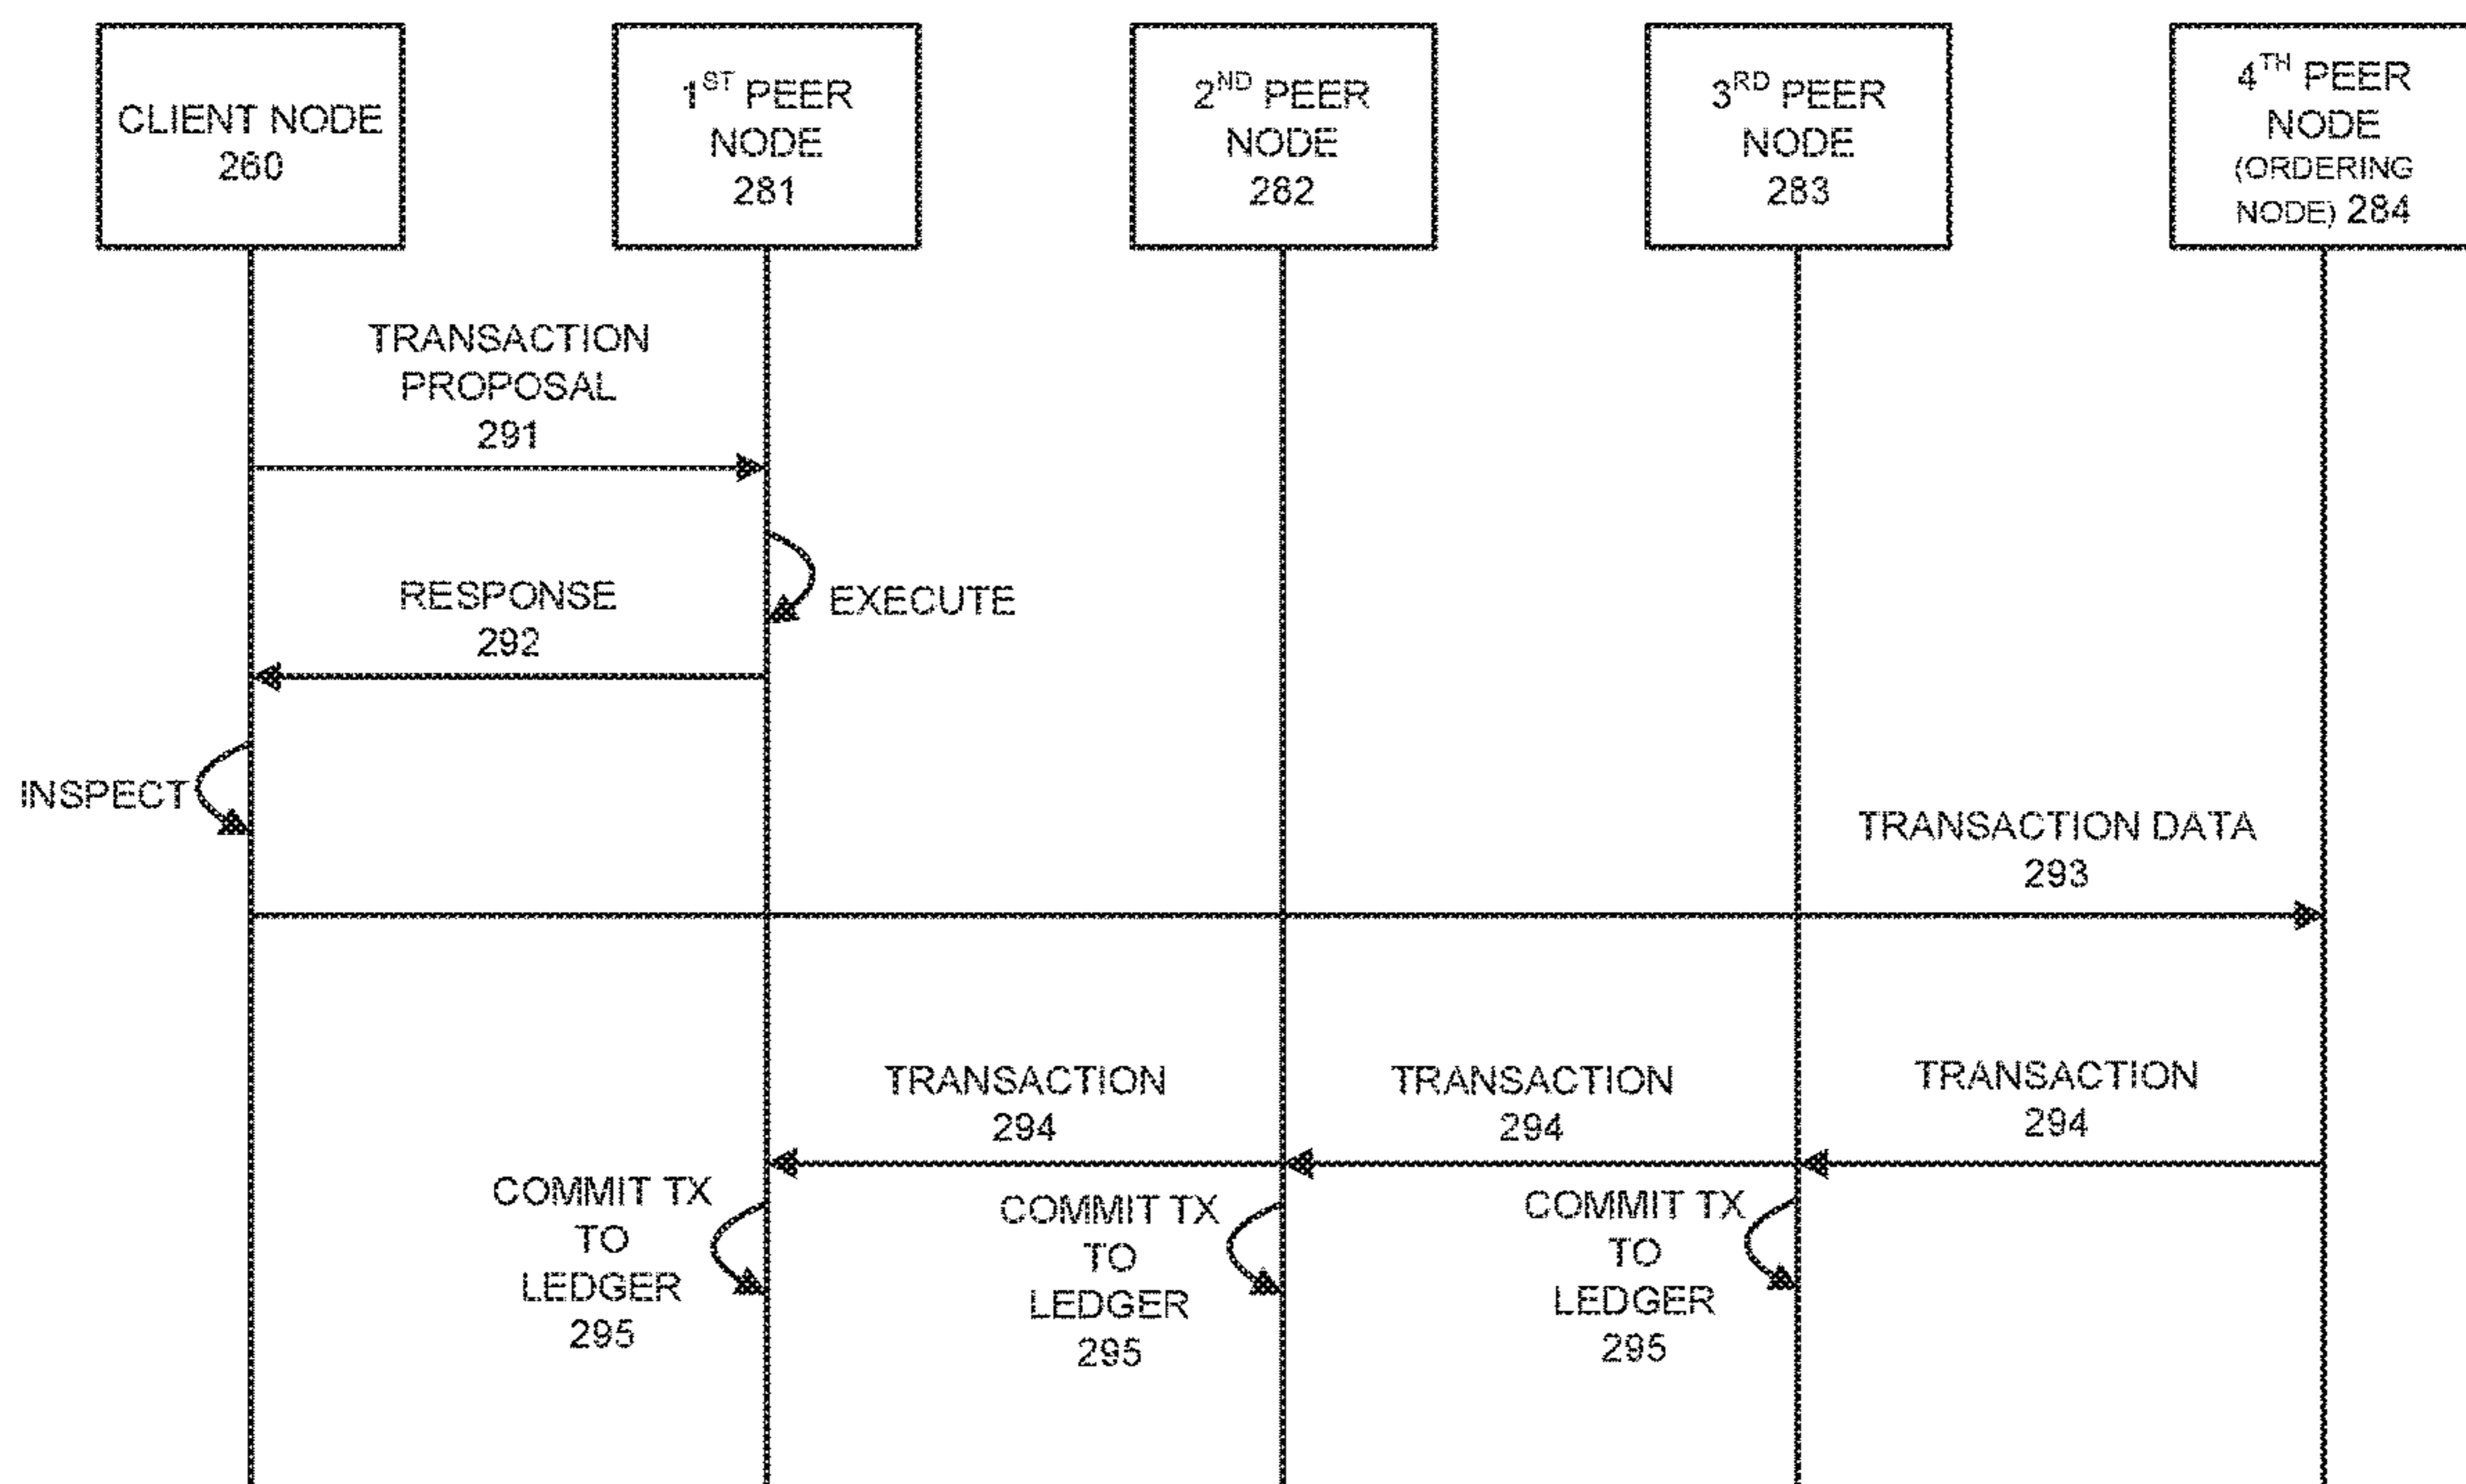 CLIENT NODE
260
1ST PEER
NODE
281
2ND PEER
NODE
282
3RD PEER
NODE
283
4TH PEER
NODE
(ORDERING
NODE) 284
TRANSACTION
PROPOSAL
291
EXECUTE
RESPONSE
292
INSPECT
TRANSACTION DATA
293
TRANSACTION
294
TRANSACTION
294
TRANSACTION
294
COMMIT TX
TO
LEDGER
295
COMMIT TX
TO
LEDGER
295
COMMIT TX
TO
LEDGER
295